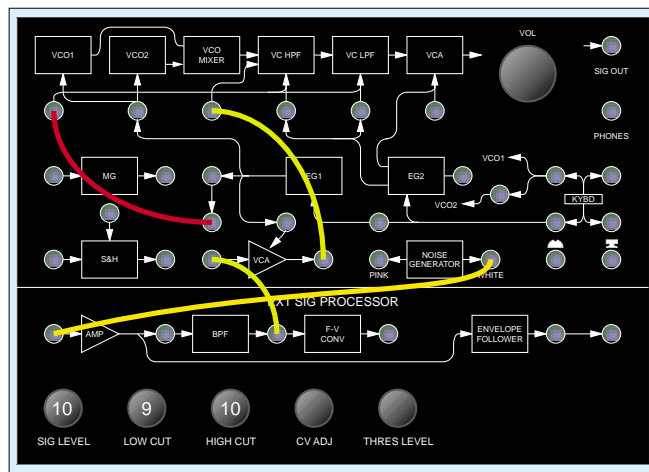 VOL
VCO1
VCO2
VCO
MIXER
VC HPF
VC LPF
VCA
SIG OUT
PHONES
MG
EG1
EG2
VCO1
VCO2
KYBD
S&H
VCA
PINK
NOISE
GENERATOR
WHITE
EXT SIG PROCESSOR
AMP
BPF
F-V
CONV
ENVELOPE
FOLLOWER
10
9
10
SIG LEVEL
LOW CUT
HIGH CUT
CV ADJ
THRES LEVEL